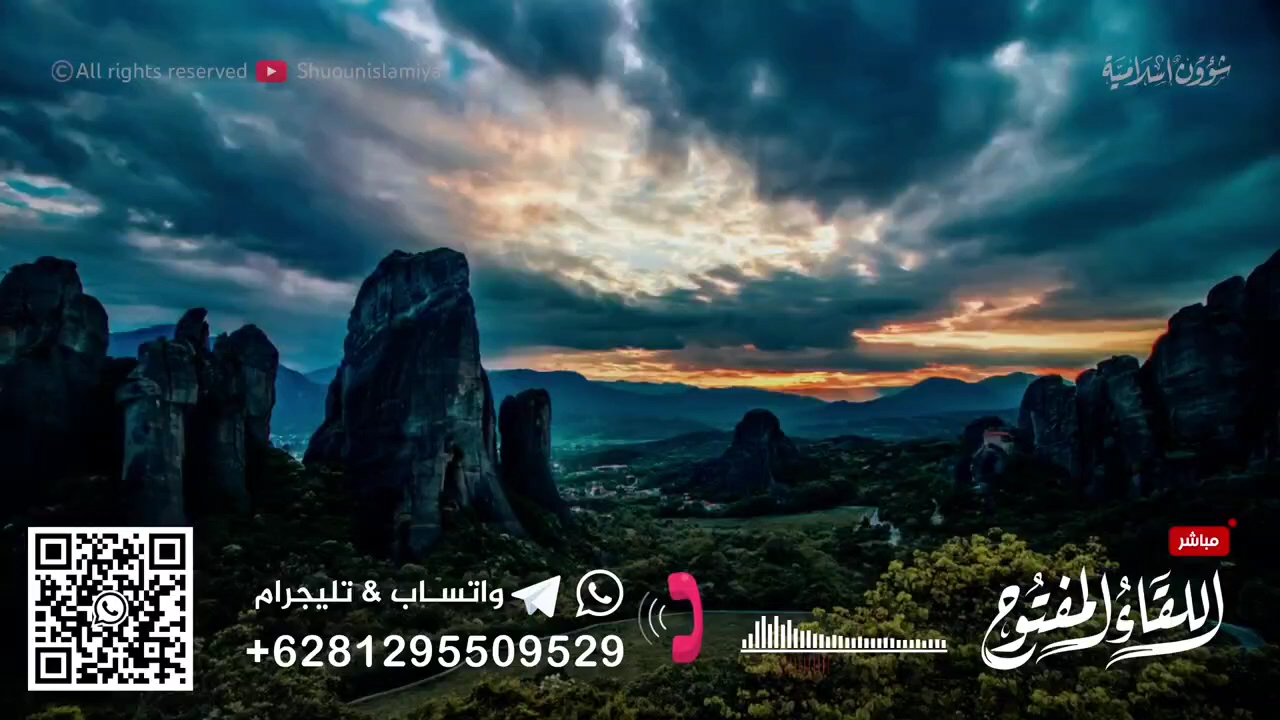 ©All rights reserved Shuounislamiya
شؤون إسلامية
مباشر
اللقاء المفتوح
واتساب & تليجرام
+6281295509529